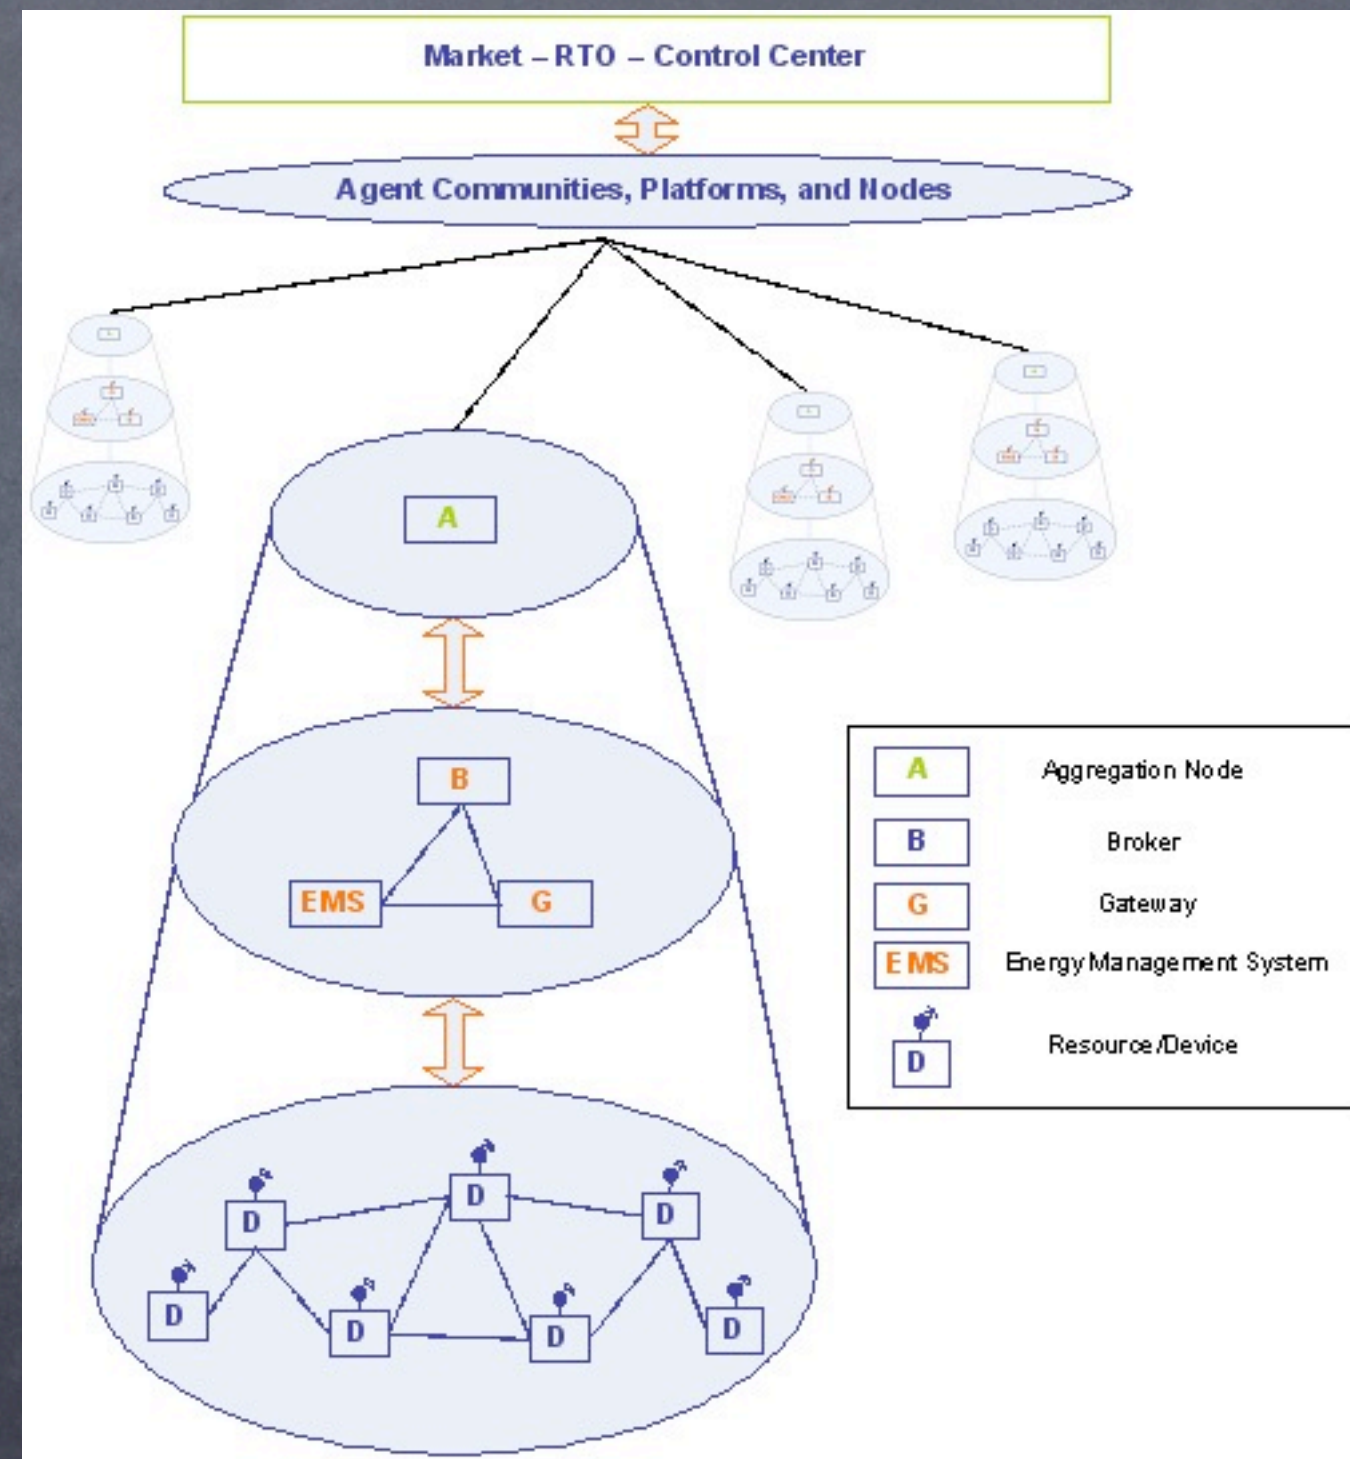 Market – RTO – Control Center
Agent Communities, Platforms, and Nodes
A
B
EMS
G
D
D
D
D
D
D
D
A Aggregation Node
B Broker
G Gateway
EMS Energy Management System
D Resource/Device